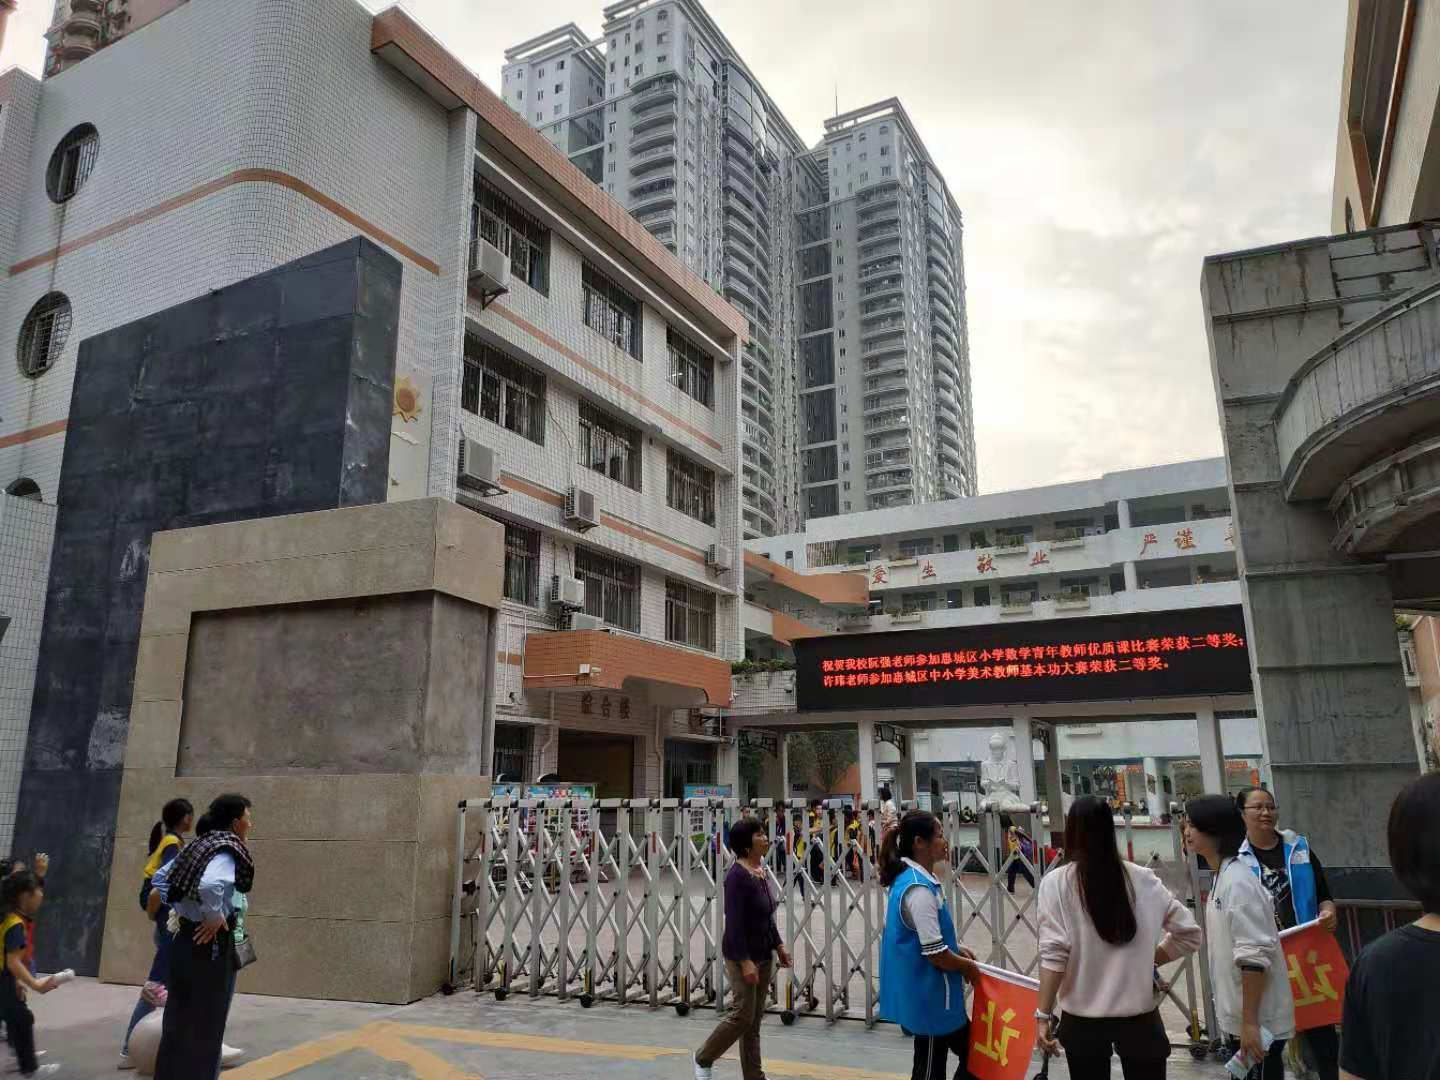 爱生 敬业 严谨
祝贺我校阮强老师参加惠城区小学数学青年教师优质课比赛荣获二等奖；
许玮老师参加惠城区中小学美术教师基本功大赛荣获二等奖。
综合楼
让
让